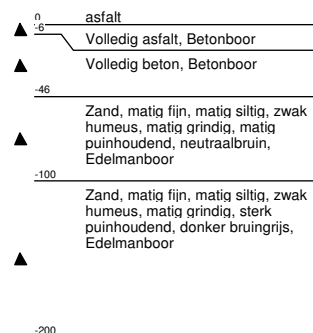 0 asfalt
-6
Volledig asfalt, Betonboor
Volledig beton, Betonboor
-46
Zand, matig fijn, matig siltig, zwak
humeus, matig grindig, matig
puinhoudend, neutraalbruin,
Edelmanboor
-100
Zand, matig fijn, matig siltig, zwak
humeus, matig grindig, sterk
puinhoudend, donker bruingrijs,
Edelmanboor
-200